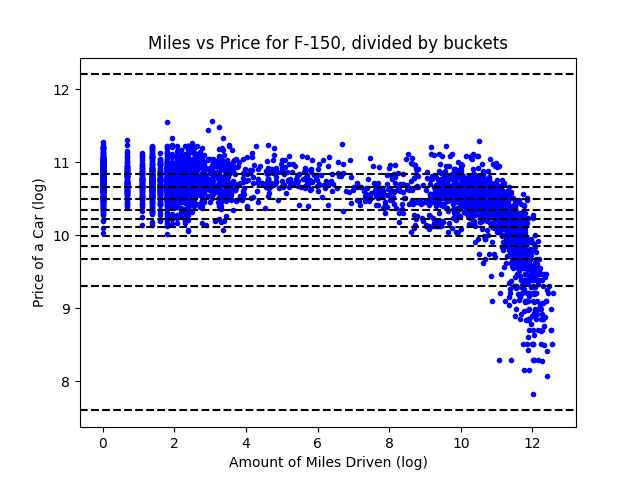 Miles vs Price for F-150, divided by buckets
Price of a Car (log)
12
11
10
9
8
0 2 4 6 8 10 12
Amount of Miles Driven (log)